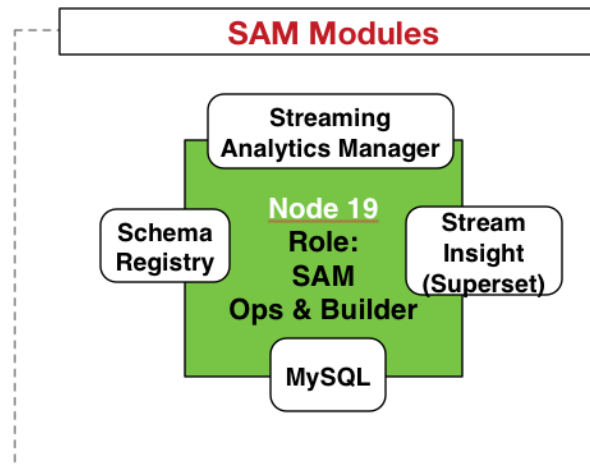 SAM Modules
Streaming
Analytics Manager
Node 19
Role:
SAM
Ops & Builder
Schema
Registry
Stream
Insight
(Superset)
MySQL